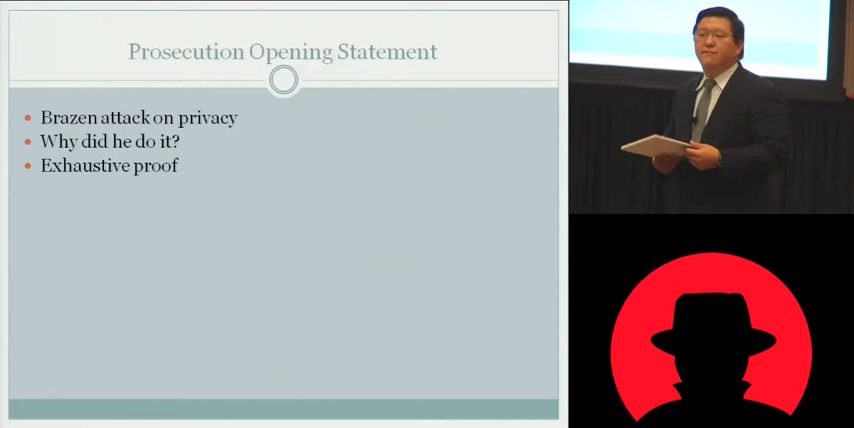 Prosecution Opening Statement
Brazen attack on privacy
Why did he do it?
Exhaustive proof